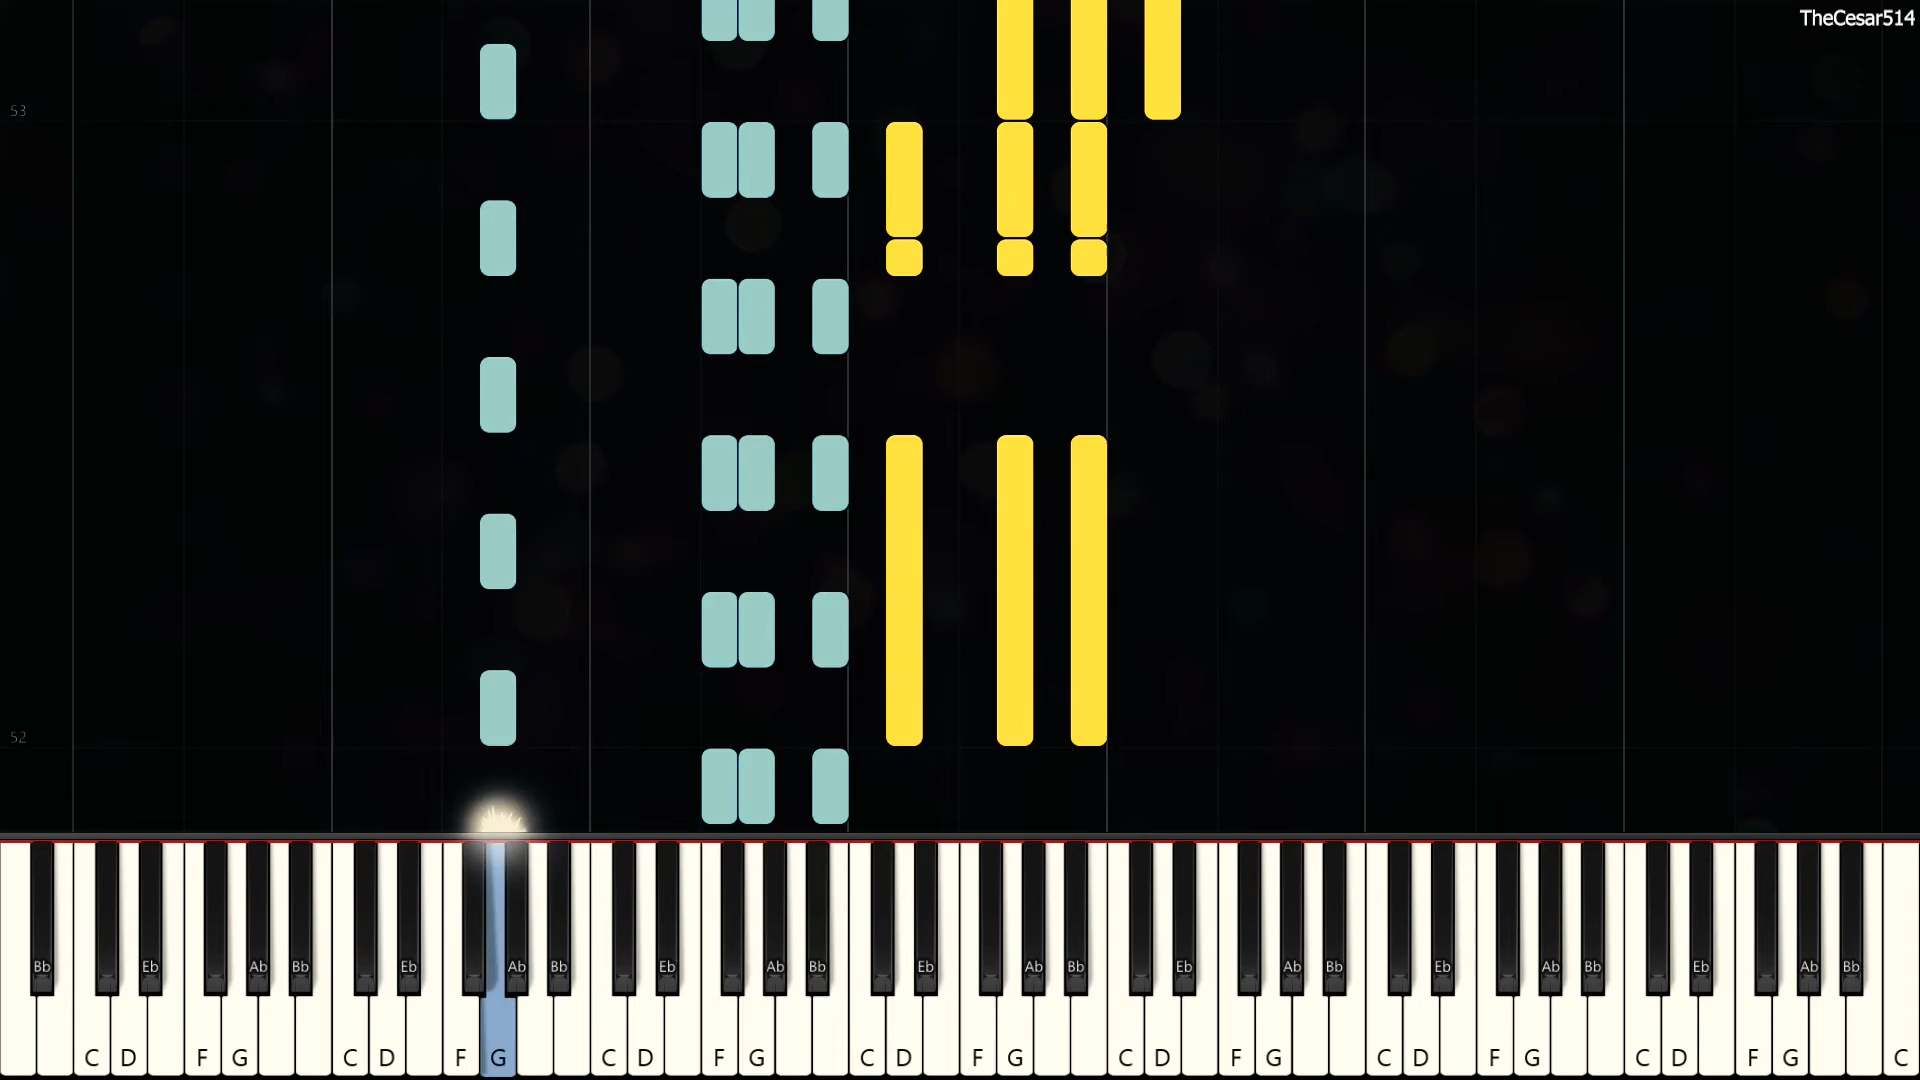 TheCesar514
53
52
Bb Eb Ab Bb Eb Ab Bb Eb Ab Bb Eb Ab Bb Eb Ab Bb Eb Ab Bb Eb Ab Bb
C D F G C D F G C D F G C D F G C D F G C D F G C D F G C